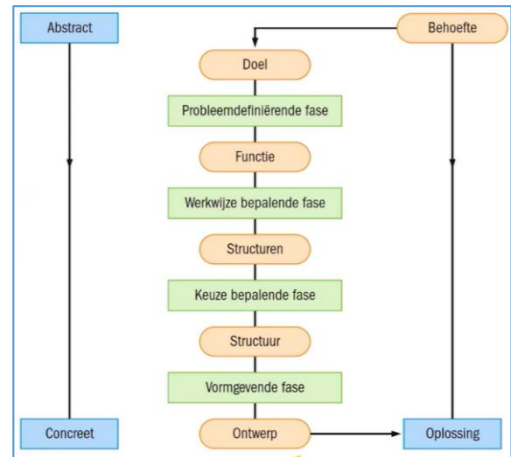 Abstract
Behoefte
Doel
Probleemdefiniërende fase
Functie
Werkwijze bepalende fase
Structuren
Keuze bepalende fase
Structuur
Vormgevende fase
Concreet
Ontwerp
Oplossing